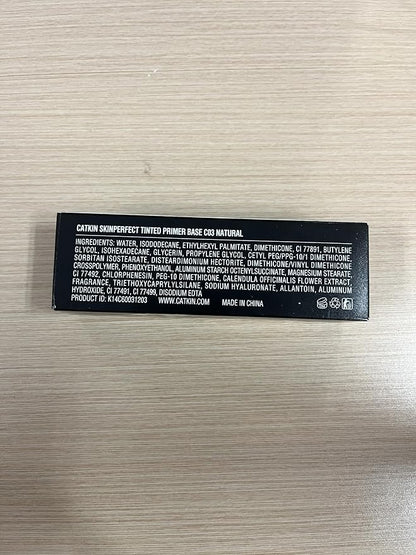 CATKIN SKINPERFECT TINTED PRIMER BASE C03 NATURAL
INGREDIENTS: WATER, ISODODECANE, ETHYLHEXYL PALMITATE, DIMETHICONE, CI 77891, BUTYLENE
GLYCOL, ISOHEXADECANE, GLYCERIN, PROPYLENE GLYCOL, CETYL PEG/PPG-10/1 DIMETHICONE,
SORBITAN ISOSTEARATE, DISTEARDIMONIUM HECTORITE, DIMETHICONE/VINYL DIMETHICONE
CROSSPOLYMER, PHENOXYETHANOL, ALUMINUM STARCH OCTENYLSUCCINATE, MAGNESIUM STEARATE,
CI 77492, CHLORPHENESIN, PEG-10 DIMETHICONE, CALENDULA OFFICINALIS FLOWER EXTRACT,
FRAGRANCE, TRIETHOXYCAPRYLYLSILANE, SODIUM HYALURONATE, ALLANTOIN, ALUMINUM
HYDROXIDE, CI 77491, CI 77499, DISODIUM EDTA
PRODUCT ID: K14C60031203 WWW.CATKIN.COM MADE IN CHINA